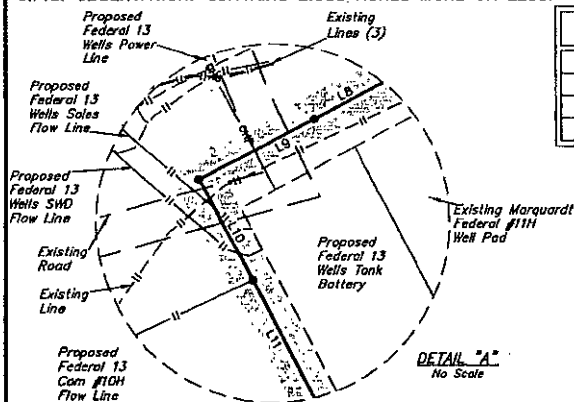 Proposed
Federal 13
Wells Power
Line
Existing
Lines (3)
Proposed
Federal 13
Wells Sales
Flow Line
L8
L9
Proposed
Federal 13
Wells SWD
Flow Line
Existing Marquardt
Federal #11H
Well Pad
Existing
Road
L10
Proposed
Federal 13
Wells Tank
Battery
Existing
Line
L11
Proposed
Federal 13
Com #10H
Flow Line
DETAIL "A"
No Scale